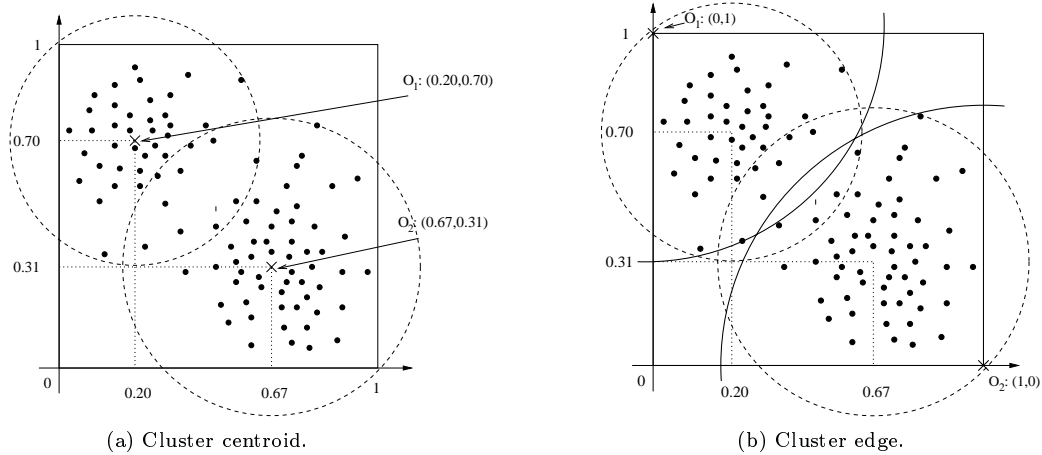 1
O₁: (0.20,0.70)
0.70
O₂: (0.67,0.31)
0.31
0
0.20
0.67
1
(a) Cluster centroid.
O₁: (0,1)
1
0.70
0.31
0
0.20
0.67
O₂: (1,0)
(b) Cluster edge.